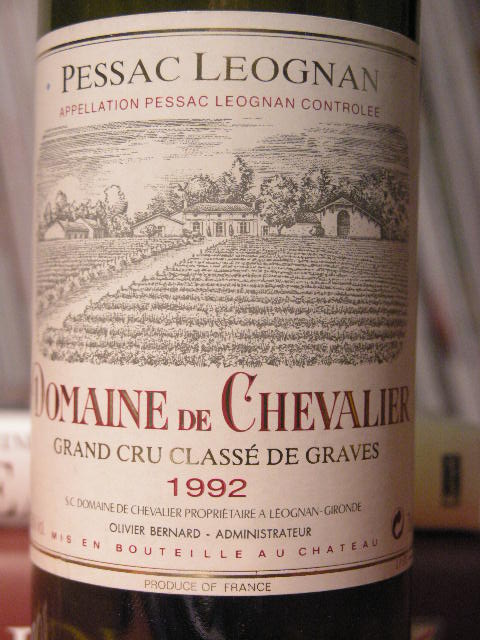 PESSAC LEOGNAN
APPELLATION PESSAC LEOGNAN CONTROLEE
DOMAINE DE CHEVALIER
GRAND CRU CLASSÉ DE GRAVES
1992
S.C. DOMAINE DE CHEVALIER PROPRIÉTAIRE A LÉOGNAN-GIRONDE
OLIVIER BERNARD - ADMINISTRATEUR
MIS EN BOUTEILLE AU CHATEAU
PRODUCE OF FRANCE